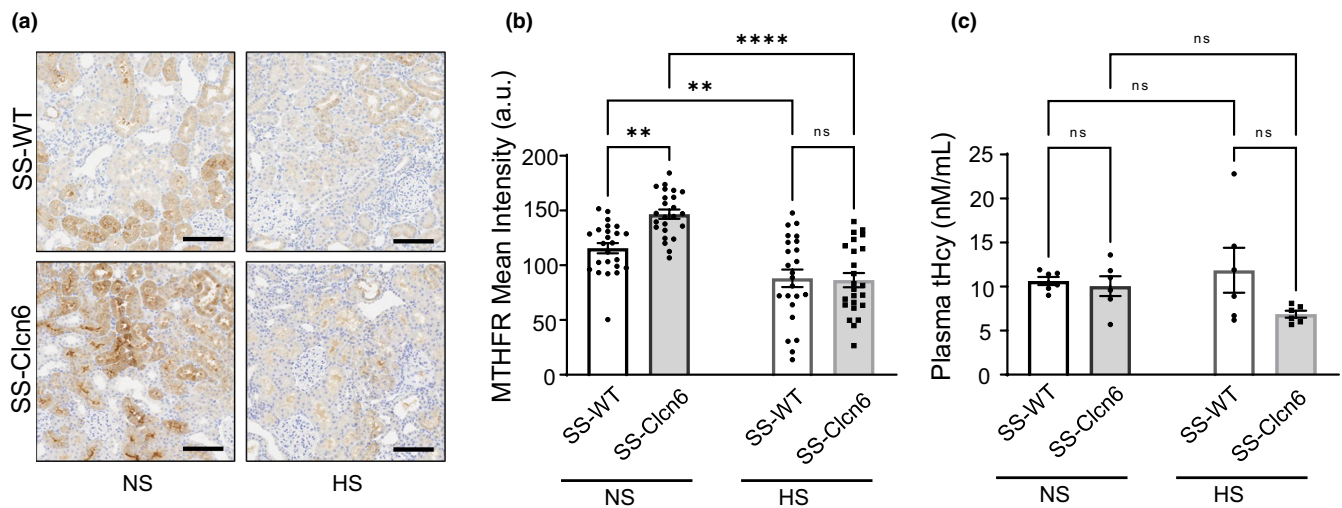 (a)
SS-WT
SS-Clcn6
NS
HS
(b)
MTHFR Mean Intensity (a.u.)
200
150
100
50
0
****
**
**
ns
SS-WT
SS-Clcn6
SS-WT
SS-Clcn6
NS
HS
(c)
Plasma tHcy (nM/mL)
25
20
15
10
5
0
ns
ns
ns
ns
SS-WT
SS-Clcn6
SS-WT
SS-Clcn6
NS
HS